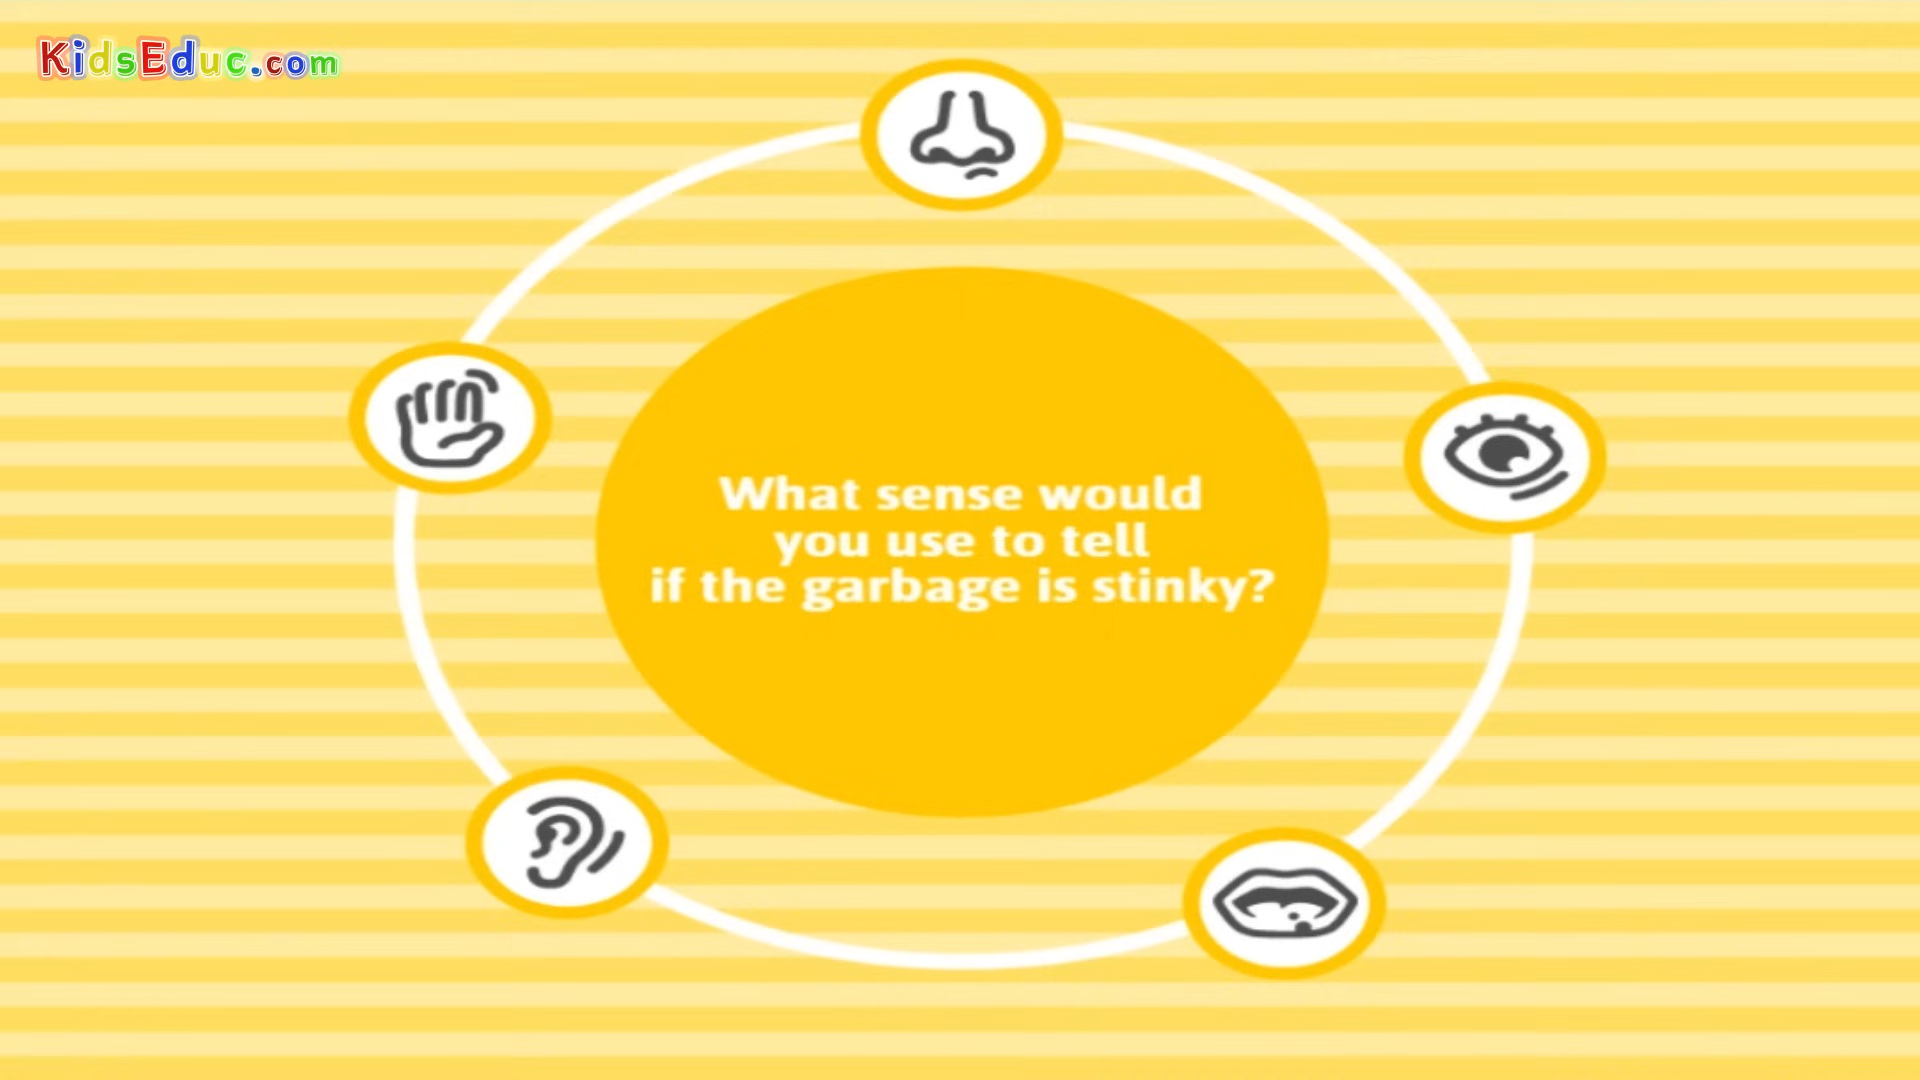 KidsEduc.com
What sense would
you use to tell
if the garbage is stinky?